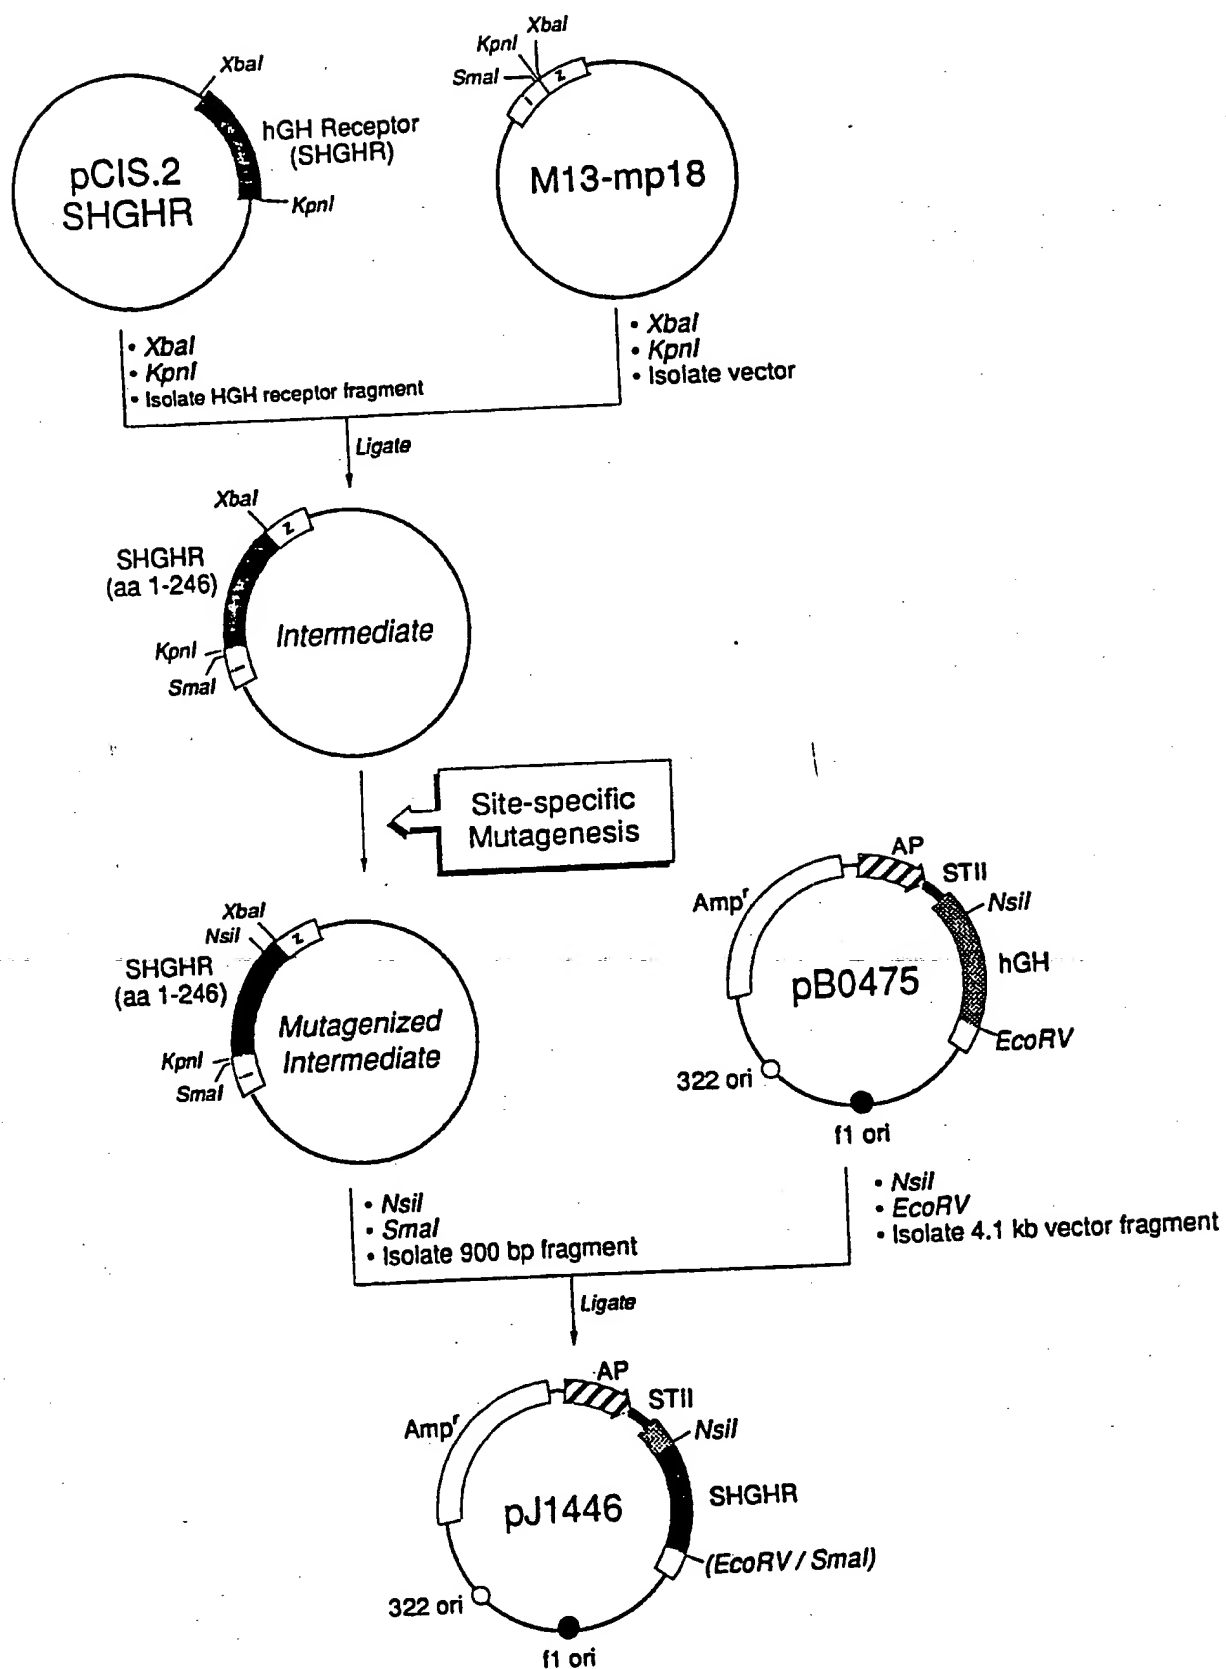 XbaI
hGH Receptor
(SHGHR)
KpnI
pCIS.2
SHGHR
XbaI
KpnI
SmaI
I
Z
M13-mp18
• XbaI
• KpnI
• Isolate HGH receptor fragment
• XbaI
• KpnI
• Isolate vector
Ligate
XbaI
Z
SHGHR
(aa 1-246)
Intermediate
KpnI
SmaI
I
Site-specific
Mutagenesis
XbaI
NsiI
Z
SHGHR
(aa 1-246)
Mutagenized
Intermediate
KpnI
SmaI
I
AP
STII
Ampʳ
NsiI
hGH
pB0475
EcoRV
322 ori
f1 ori
• NsiI
• SmaI
• Isolate 900 bp fragment
• NsiI
• EcoRV
• Isolate 4.1 kb vector fragment
Ligate
AP
STII
Ampʳ
NsiI
SHGHR
pJ1446
(EcoRV / SmaI)
322 ori
f1 ori